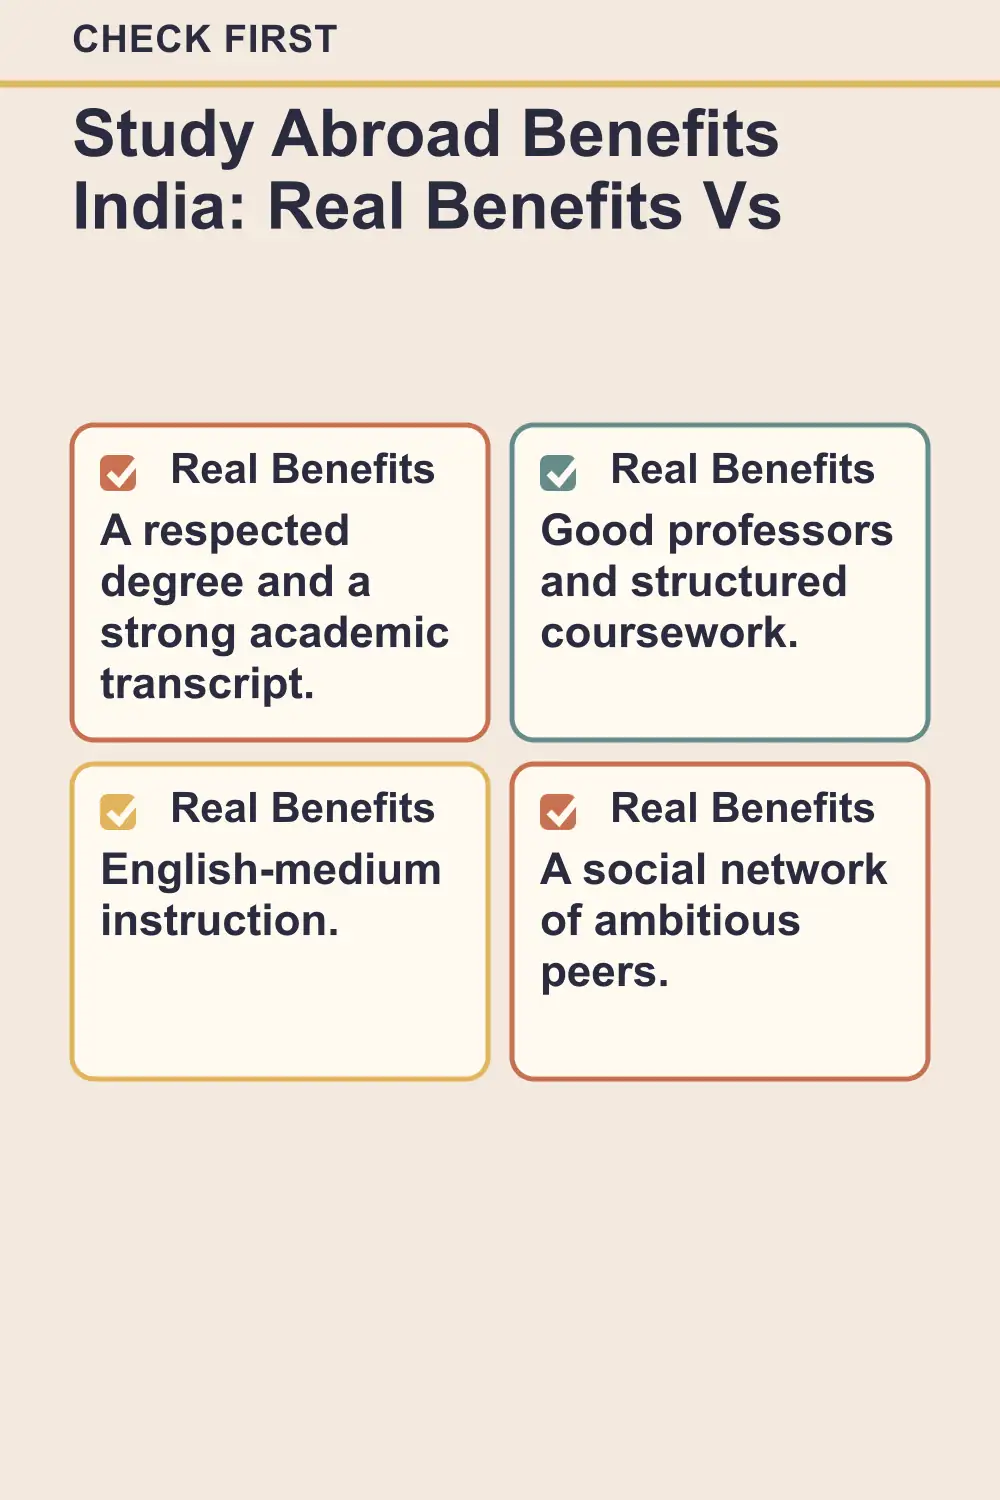 CHECK FIRST
Study Abroad Benefits
India: Real Benefits Vs
Real Benefits
A respected
degree and a
strong academic
transcript.
Real Benefits
Good professors
and structured
coursework.
Real Benefits
English-medium
instruction.
Real Benefits
A social network
of ambitious
peers.